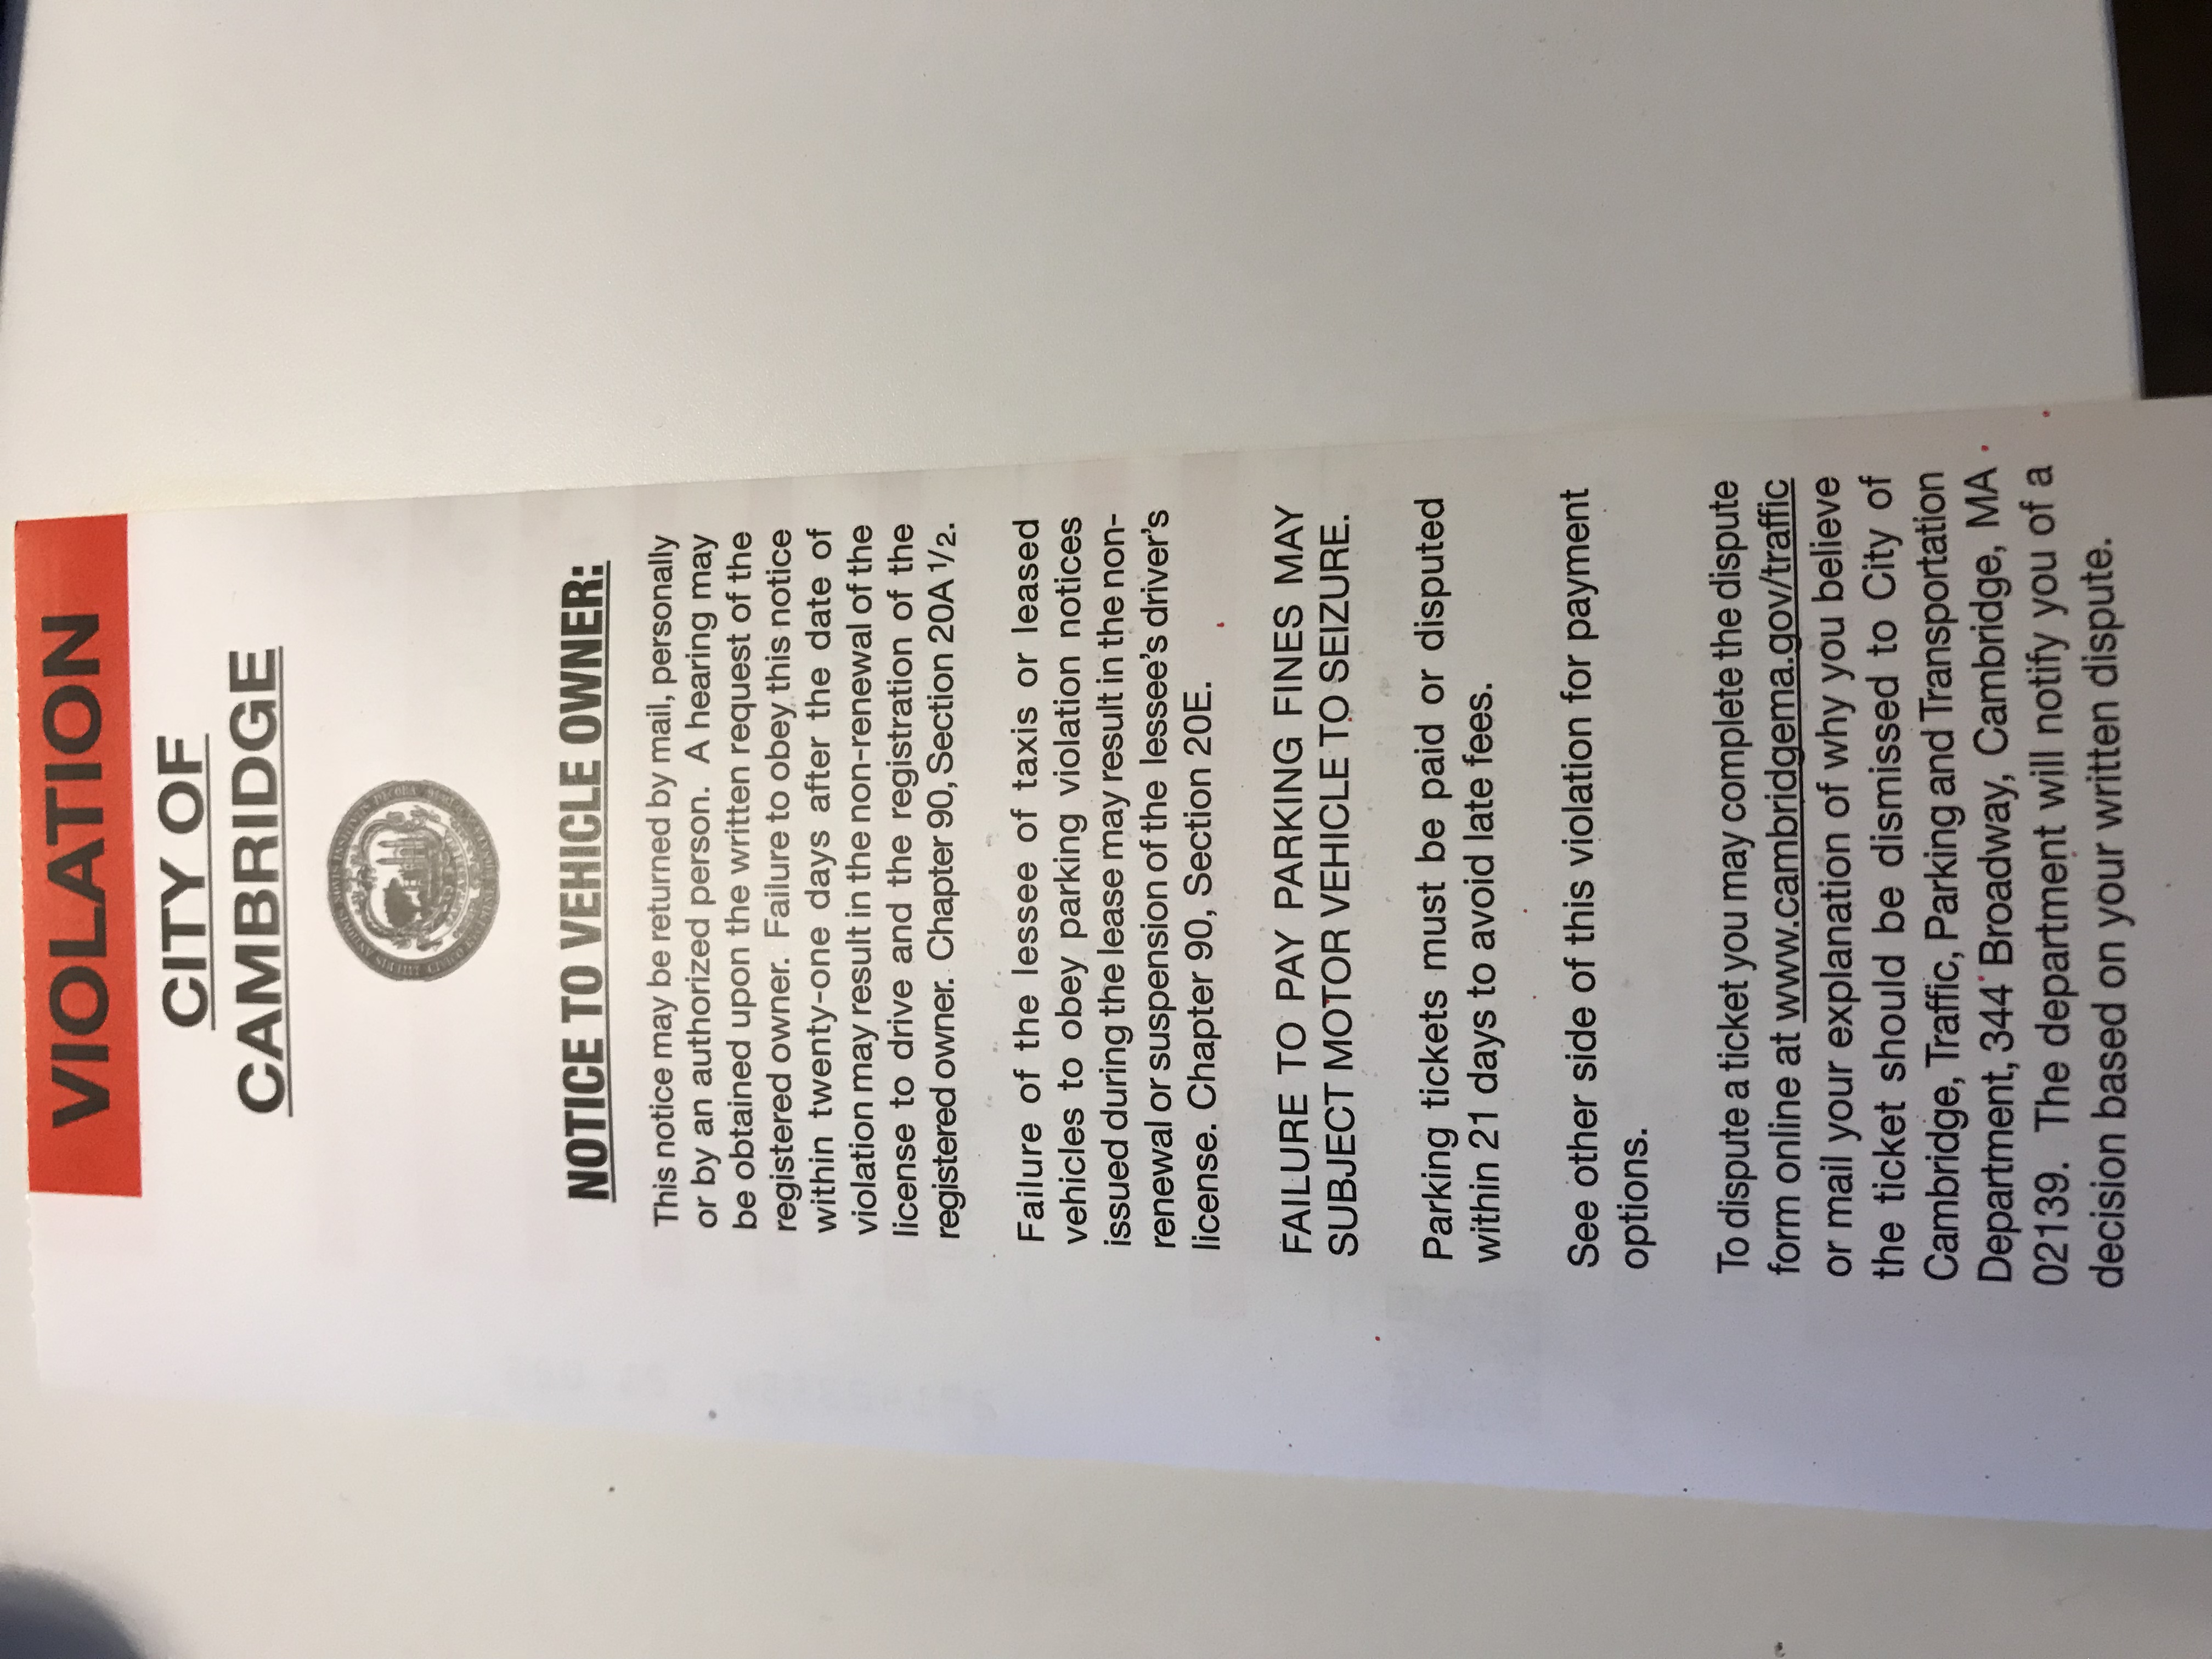 VIOLATION
CITY OF
CAMBRIDGE
NOTICE TO VEHICLE OWNER:
This notice may be returned by mail, personally
or by an authorized person. A hearing may
be obtained upon the written request of the
registered owner. Failure to obey this notice
within twenty-one days after the date of
violation may result in the non-renewal of the
license to drive and the registration of the
registered owner. Chapter 90, Section 20A 1/2.
Failure of the lessee of taxis or leased
vehicles to obey parking violation notices
issued during the lease may result in the non-
renewal or suspension of the lessee's driver's
license. Chapter 90, Section 20E.
FAILURE TO PAY PARKING FINES MAY
SUBJECT MOTOR VEHICLE TO SEIZURE.
Parking tickets must be paid or disputed
within 21 days to avoid late fees.
See other side of this violation for payment
options.
To dispute a ticket you may complete the dispute
form online at www.cambridgema.gov/traffic
or mail your explanation of why you believe
the ticket should be dismissed to City of
Cambridge, Traffic, Parking and Transportation
Department, 344 Broadway, Cambridge, MA
02139. The department will notify you of a
decision based on your written dispute.